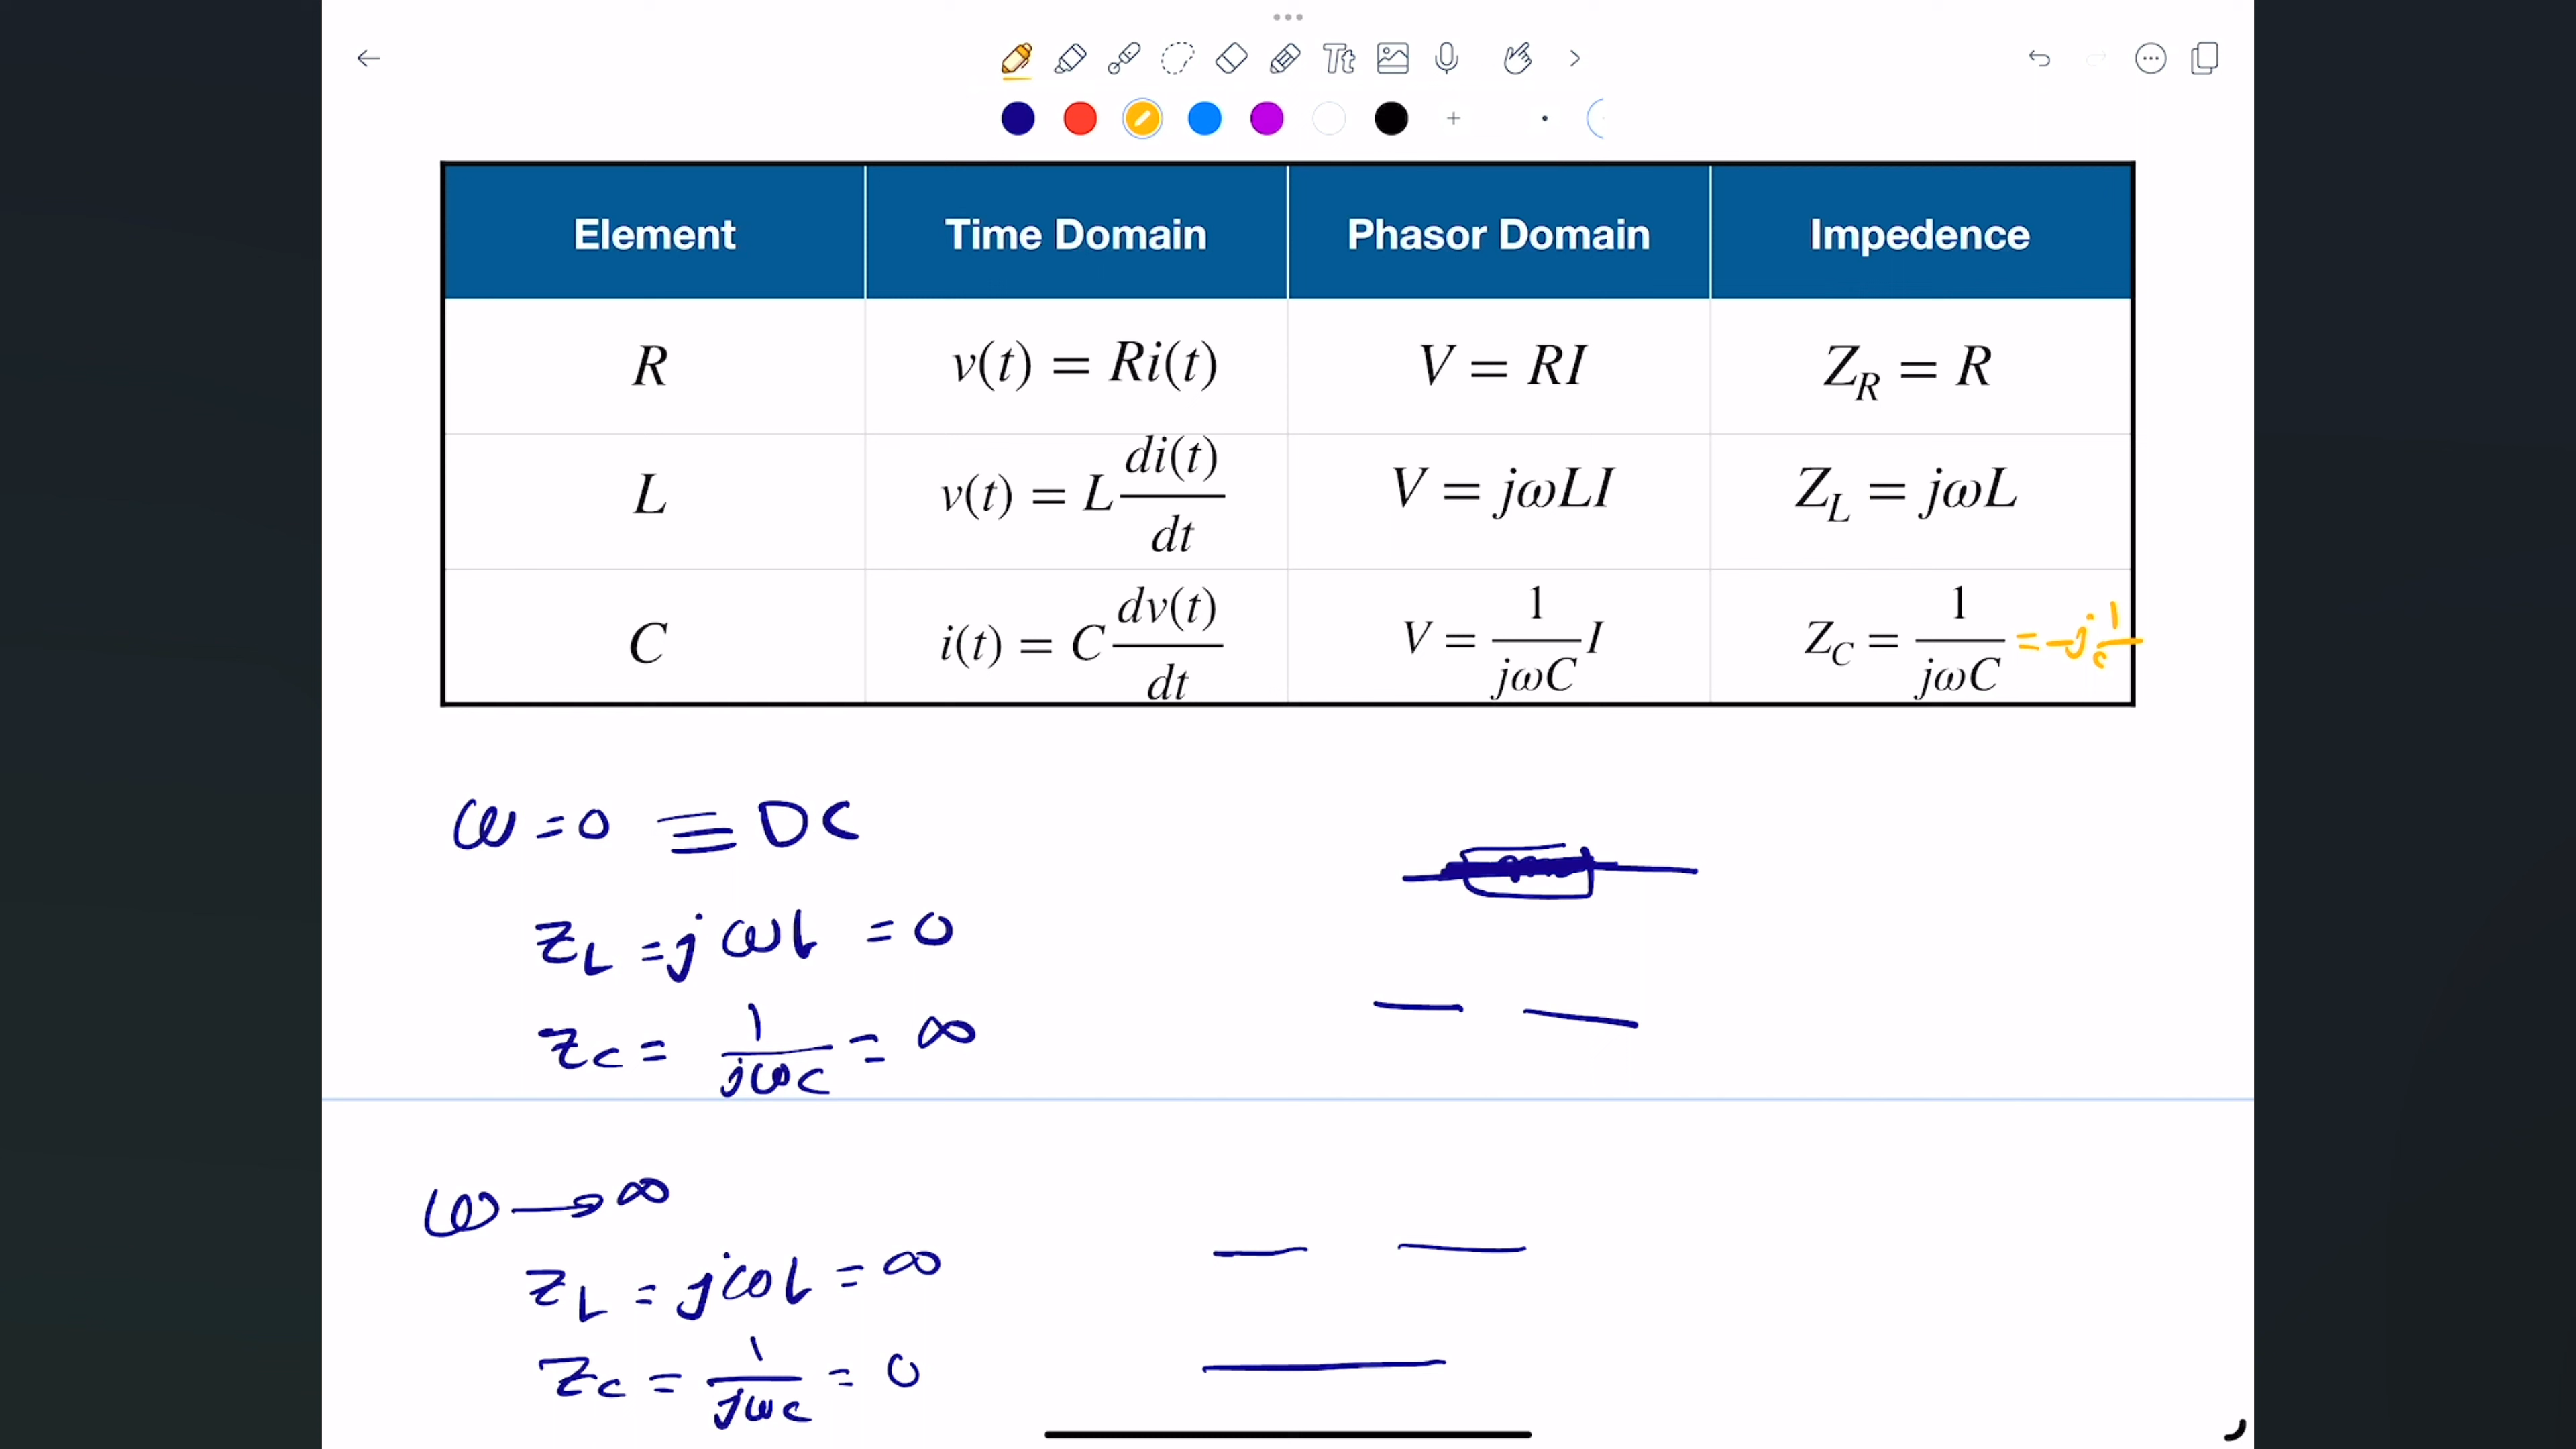 Tt
Element Time Domain Phasor Domain Impedence
R v(t) = Ri(t) V = RI Z_R = R
L v(t) = L di(t)/dt V = jωLI Z_L = jωL
C i(t) = C dv(t)/dt V = 1/(jωC) I Z_C = 1/(jωC) = -j 1/c
ω = 0 ≡ DC
Z_L = jωL = 0
Z_C = 1/(jωC) = ∞
ω → ∞
Z_L = jωL = ∞
Z_C = 1/(jωC) = 0